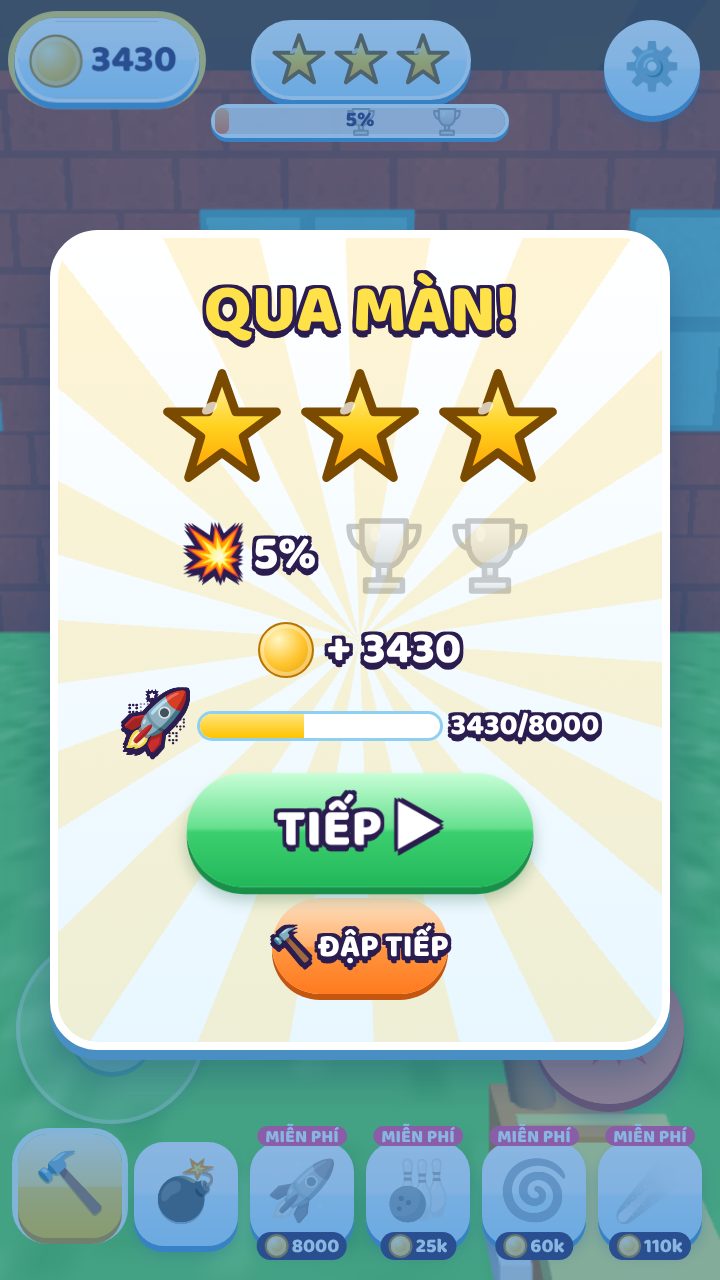 3430
5%
QUA MÀN!
5%
+ 3430
3430/8000
TIẾP
ĐẬP TIẾP
MIỄN PHÍ MIỄN PHÍ MIỄN PHÍ MIỄN PHÍ
8000 25k 60k 110k